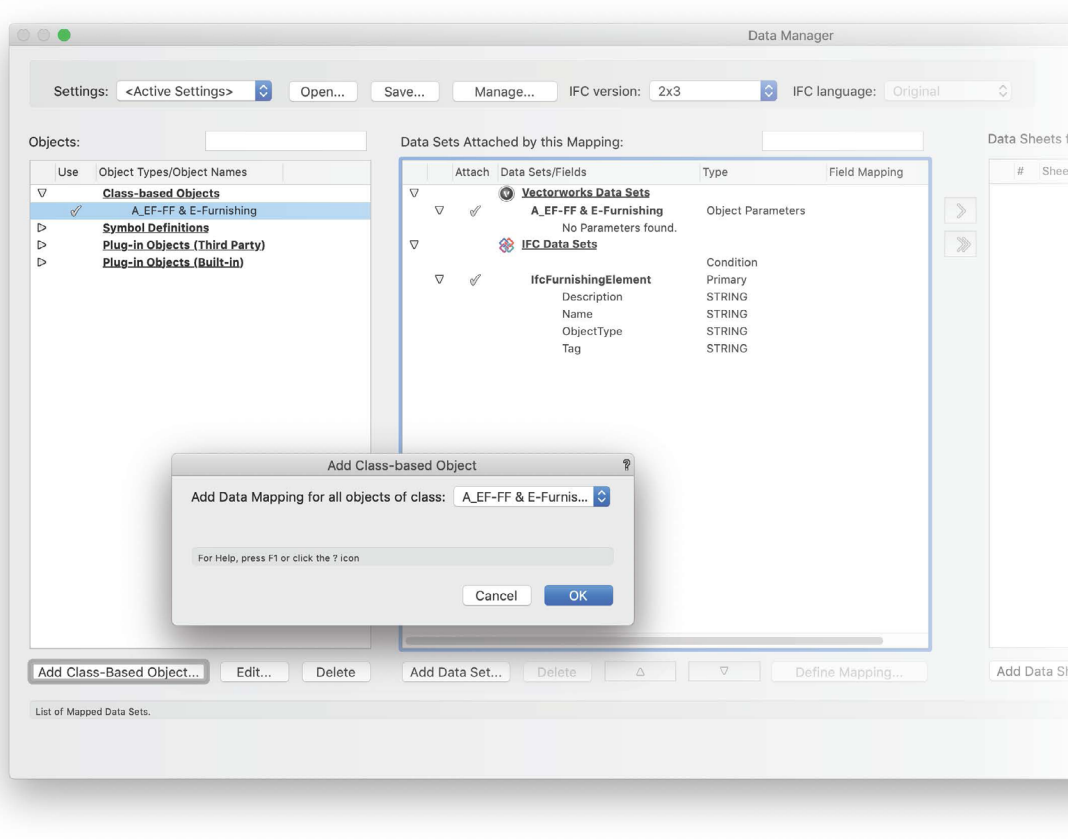 Data Manager
Settings: <Active Settings> Open... Save... Manage... IFC version: 2x3 IFC language: Original
Objects:
Data Sets Attached by this Mapping:
Data Sheets
Use Object Types/Object Names
Attach Data Sets/Fields Type Field Mapping
# Shee
Class-based Objects
A_EF-FF & E-Furnishing
Symbol Definitions
Plug-in Objects (Third Party)
Plug-in Objects (Built-in)
Vectorworks Data Sets
A_EF-FF & E-Furnishing Object Parameters
No Parameters found.
IFC Data Sets
Condition
IfcFurnishingElement Primary
Description STRING
Name STRING
ObjectType STRING
Tag STRING
Add Class-based Object ?
Add Data Mapping for all objects of class: A_EF-FF & E-Furnis...
For Help, press F1 or click the ? icon
Cancel OK
Add Class-Based Object... Edit... Delete
Add Data Set... Delete Define Mapping...
Add Data Sh
List of Mapped Data Sets.